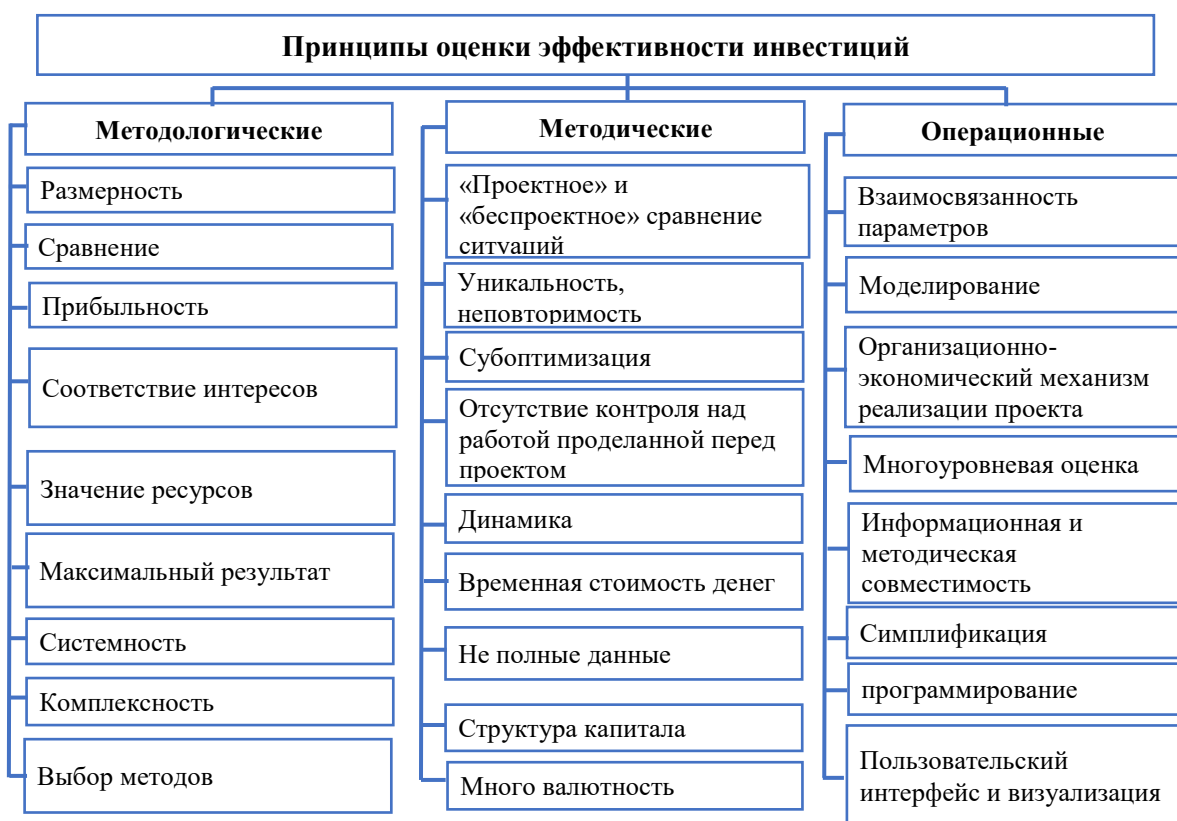 Принципы оценки эффективности инвестиций
Методологические
Размерность
Сравнение
Прибыльность
Соответствие интересов
Значение ресурсов
Максимальный результат
Системность
Комплексность
Выбор методов
Методические
«Проектное» и
«беспроектное» сравнение
ситуаций
Уникальность,
неповторимость
Субоптимизация
Отсутствие контроля над
работой проделанной перед
проектом
Динамика
Временная стоимость денег
Не полные данные
Структура капитала
Много валютность
Операционные
Взаимосвязанность
параметров
Моделирование
Организационно-
экономический механизм
реализации проекта
Многоуровневая оценка
Информационная и
методическая
совместимость
Симплификация
программирование
Пользовательский
интерфейс и визуализация